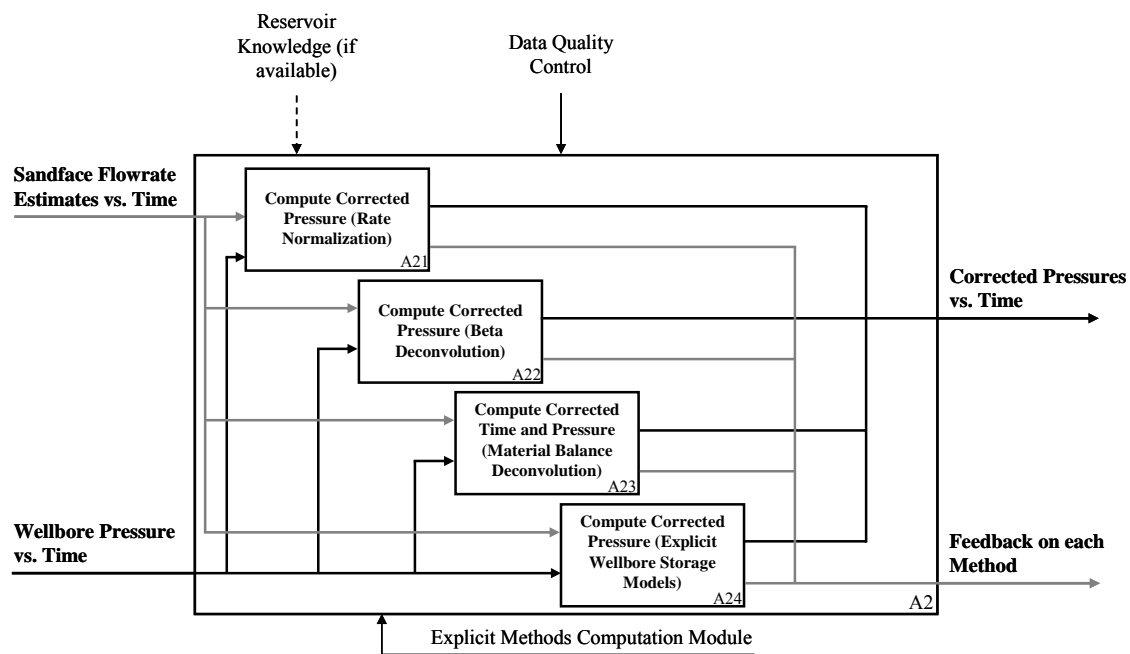 Reservoir
Knowledge (if
available)
Data Quality
Control
Sandface Flowrate
Estimates vs. Time
Compute Corrected
Pressure (Rate
Normalization)
A21
Compute Corrected
Pressure (Beta
Deconvolution)
A22
Corrected Pressures
vs. Time
Compute Corrected
Time and Pressure
(Material Balance
Deconvolution)
A23
Wellbore Pressure
vs. Time
Compute Corrected
Pressure (Explicit
Wellbore Storage
Models)
A24
Feedback on each
Method
A2
Explicit Methods Computation Module